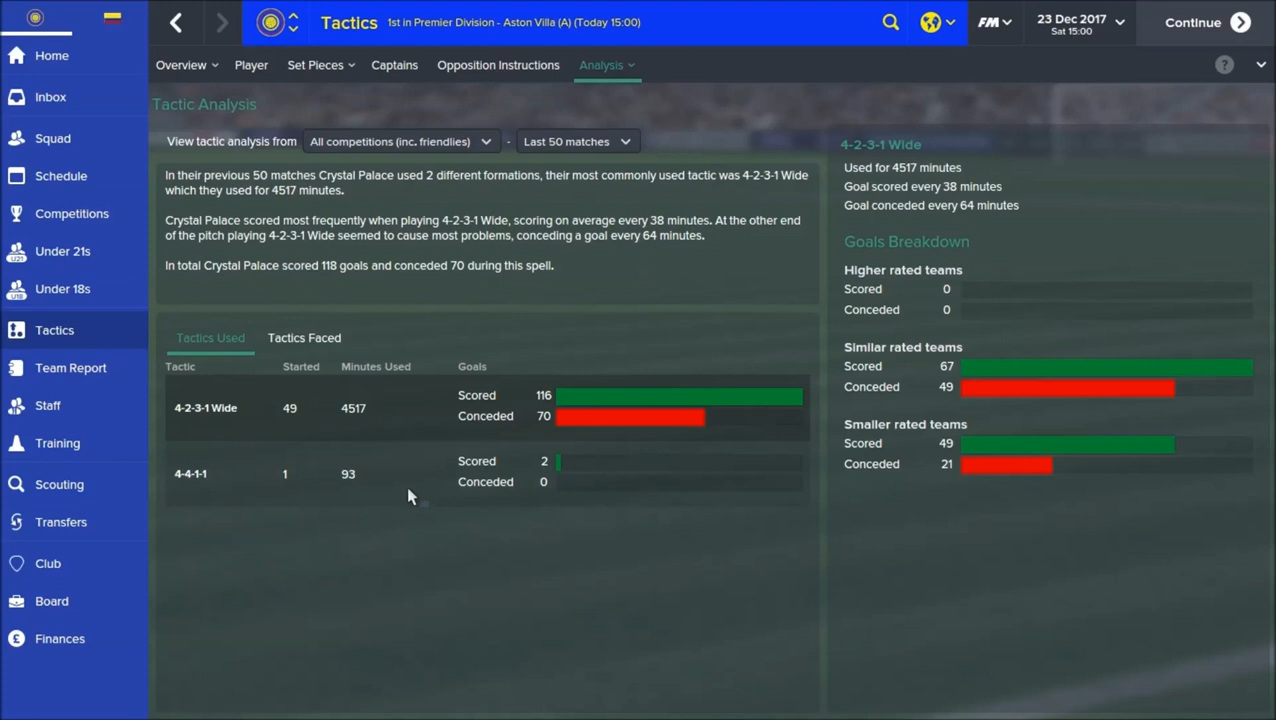 Tactics 1st in Premier Division - Aston Villa (A) (Today 15:00)
FM
23 Dec 2017
Sat 15:00
Continue
Home
Inbox
Squad
Schedule
Competitions
U21
Under 21s
U18
Under 18s
Tactics
Team Report
Staff
Training
Scouting
Transfers
Club
Board
£
Finances
Overview
Player
Set Pieces
Captains
Opposition Instructions
Analysis
?
Tactic Analysis
View tactic analysis from All competitions (inc. friendlies) - Last 50 matches
In their previous 50 matches Crystal Palace used 2 different formations, their most commonly used tactic was 4-2-3-1 Wide
which they used for 4517 minutes.
Crystal Palace scored most frequently when playing 4-2-3-1 Wide, scoring on average every 38 minutes. At the other end
of the pitch playing 4-2-3-1 Wide seemed to cause most problems, conceding a goal every 64 minutes.
In total Crystal Palace scored 118 goals and conceded 70 during this spell.
Tactics Used Tactics Faced
Tactic Started Minutes Used Goals
4-2-3-1 Wide 49 4517
Scored 116
Conceded 70
4-4-1-1 1 93
Scored 2
Conceded 0
4-2-3-1 Wide
Used for 4517 minutes
Goal scored every 38 minutes
Goal conceded every 64 minutes
Goals Breakdown
Higher rated teams
Scored 0
Conceded 0
Similar rated teams
Scored 67
Conceded 49
Smaller rated teams
Scored 49
Conceded 21